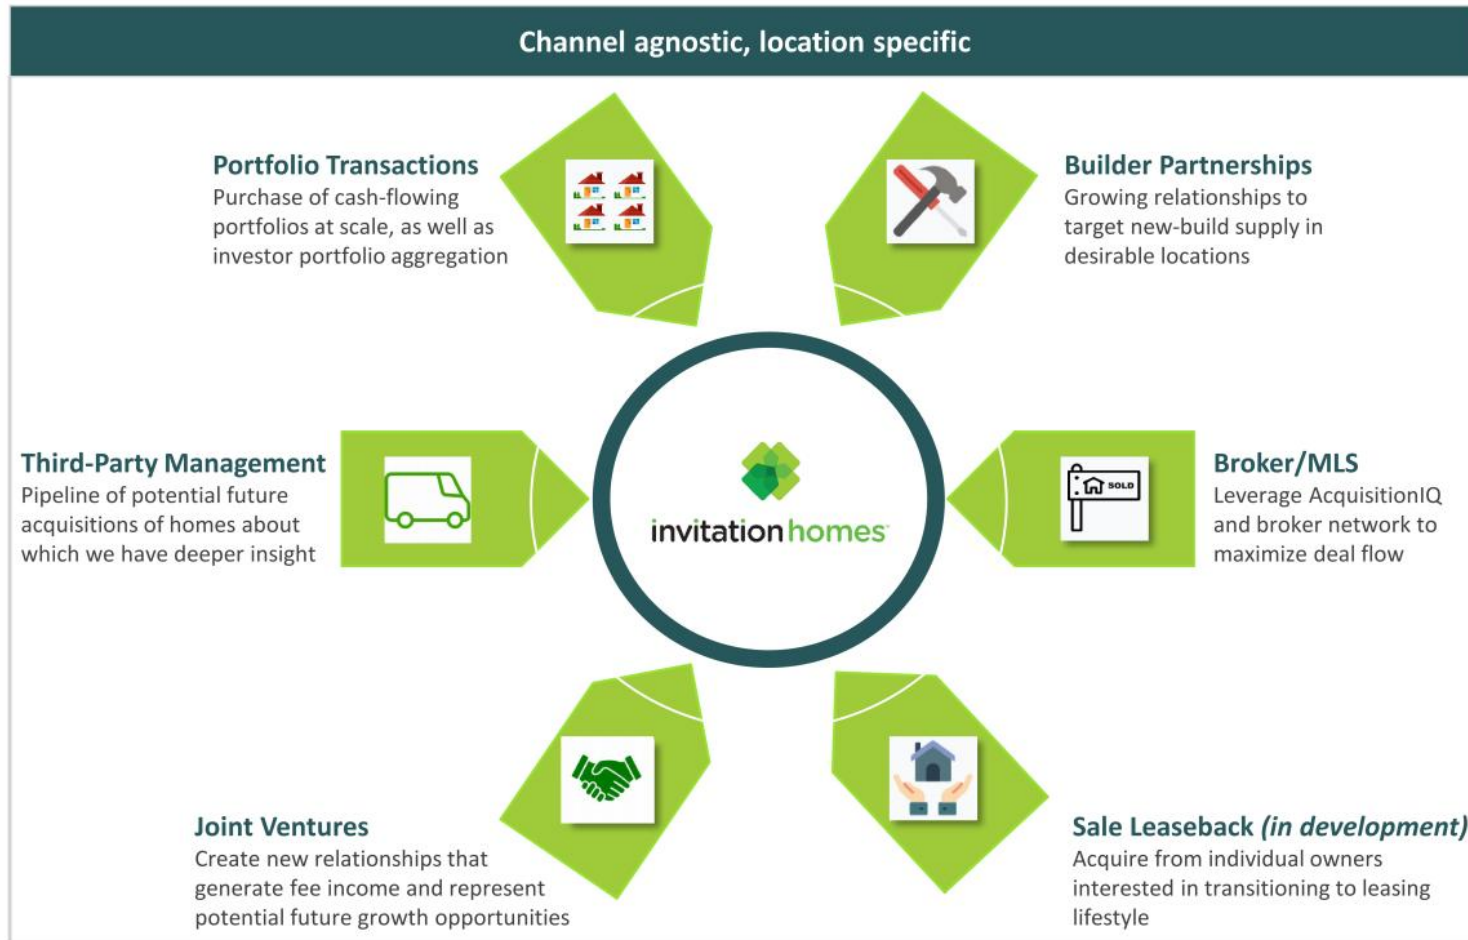 Channel agnostic, location specific
Portfolio Transactions
Purchase of cash-flowing
portfolios at scale, as well as
investor portfolio aggregation
Builder Partnerships
Growing relationships to
target new-build supply in
desirable locations
Third-Party Management
Pipeline of potential future
acquisitions of homes about
which we have deeper insight
invitation homes
SOLD
Broker/MLS
Leverage AcquisitionIQ
and broker network to
maximize deal flow
Joint Ventures
Create new relationships that
generate fee income and represent
potential future growth opportunities
Sale Leaseback (in development)
Acquire from individual owners
interested in transitioning to leasing
lifestyle